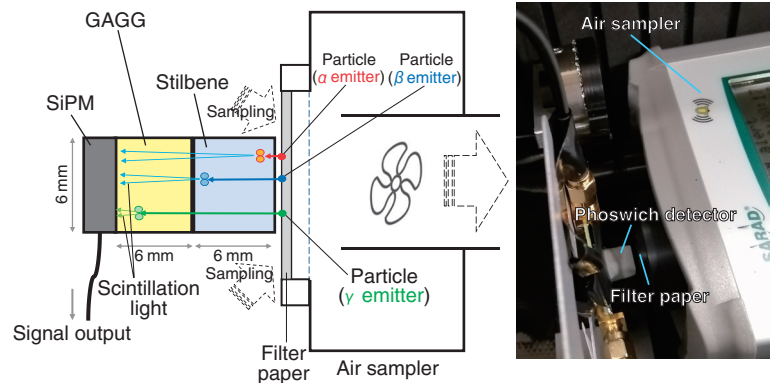 GAGG
SiPM
Stilbene
Particle
(α emitter)
Particle
(β emitter)
Sampling
6 mm
6 mm
6 mm
Sampling
Scintillation
light
Signal output
Particle
(γ emitter)
Filter
paper
Air sampler
Air sampler
Phoswich detector
Filter paper
SARAD